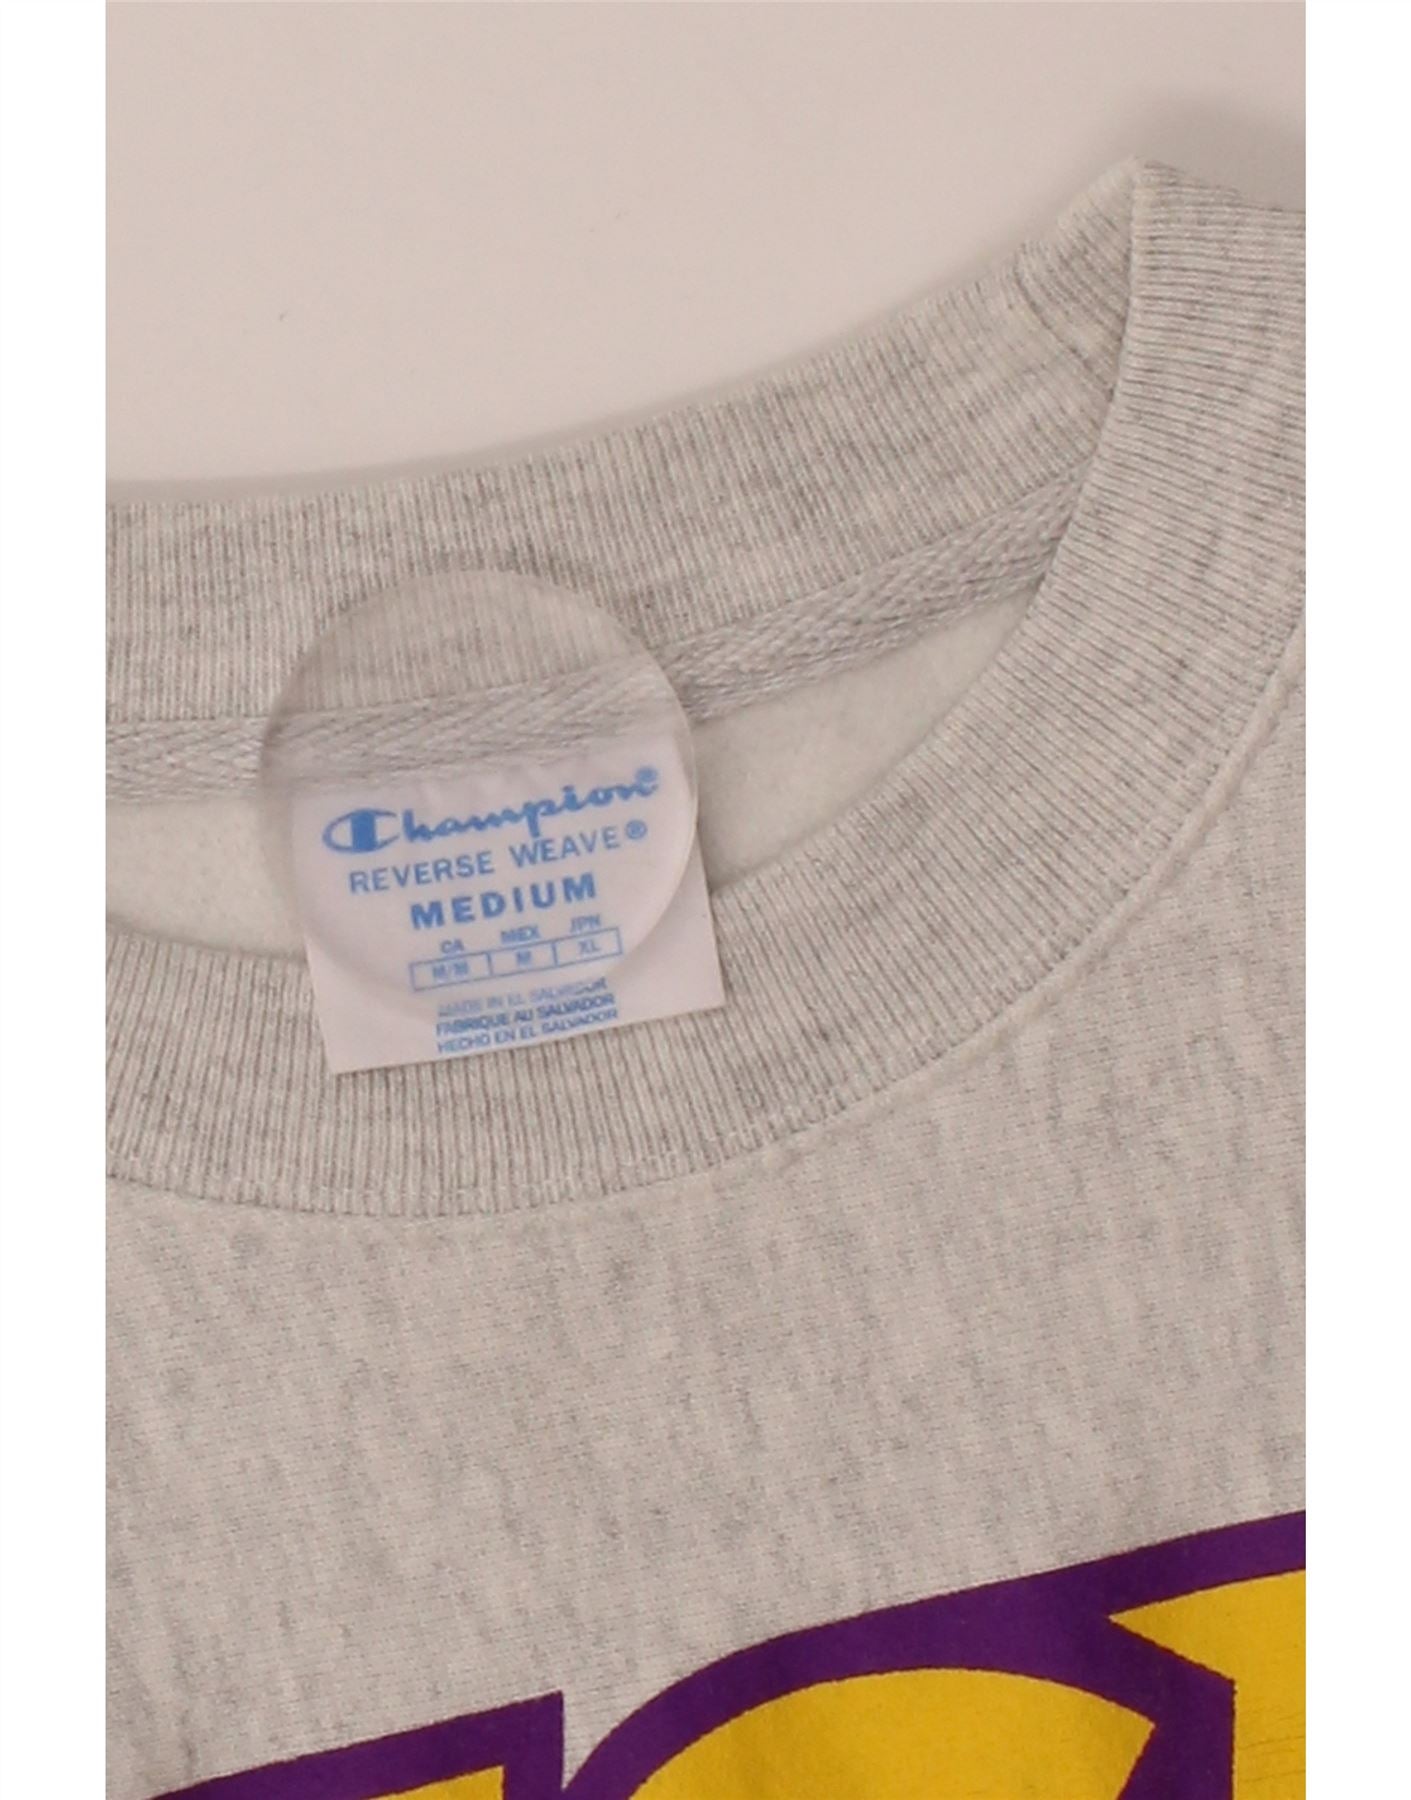 Champion®
REVERSE WEAVE®
MEDIUM
CA MEX JPN
M/M M XL
MADE IN EL SALVADOR
FABRIQUE AU SALVADOR
HECHO EN EL SALVADOR